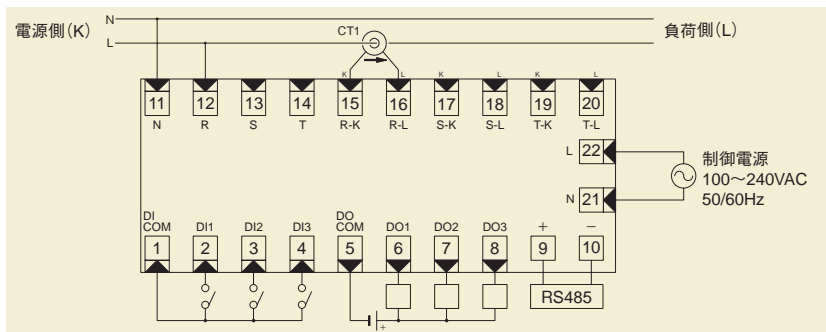 電源側(K)
N
L
CT1
負荷側(L)
K L K L K L
11 12 13 14 15 16 17 18 19 20
N R S T R-K R-L S-K S-L T-K T-L
L 22
N 21
制御電源
100～240VAC
50/60Hz
DI COM DI1 DI2 DI3 DO COM DO1 DO2 DO3 + −
1 2 3 4 5 6 7 8 9 10
RS485
+